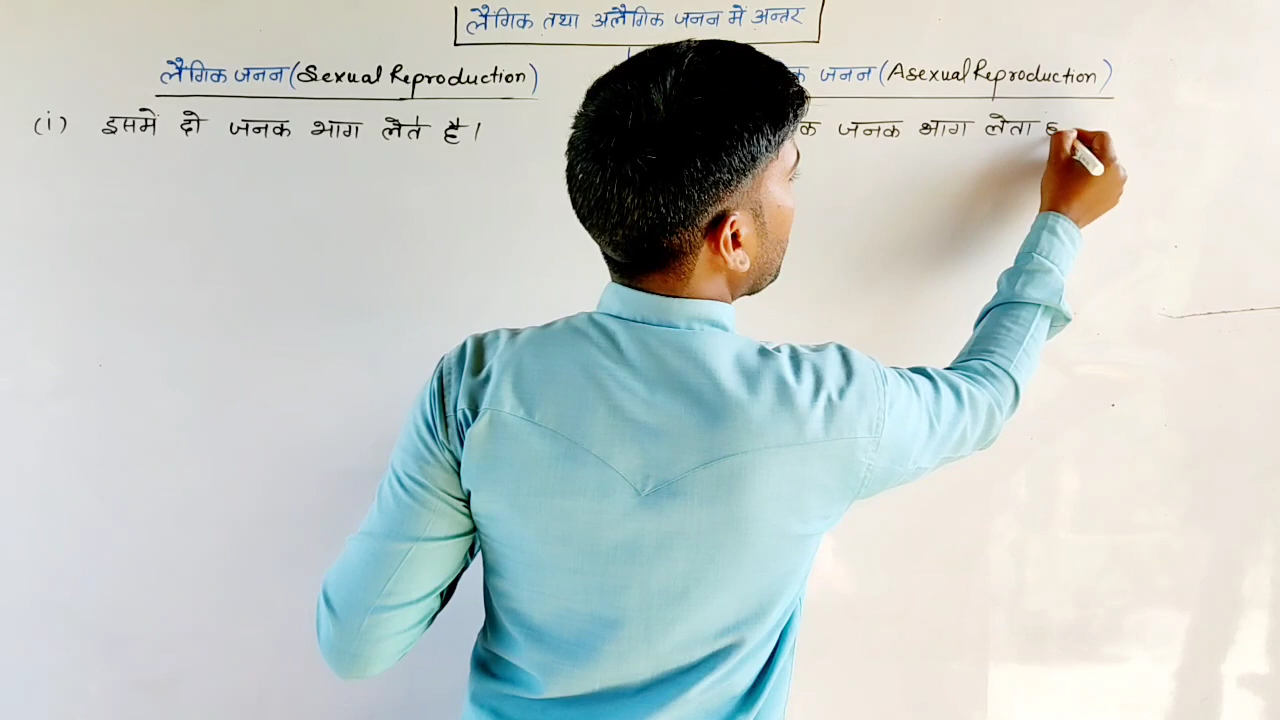 लैंगिक तथा अलैंगिक जनन में अन्तर
लैंगिक जनन (Sexual Reproduction)
जनन (Asexual Reproduction)
(i) इसमें दो जनक भाग लेते है।
जनक भाग लेता